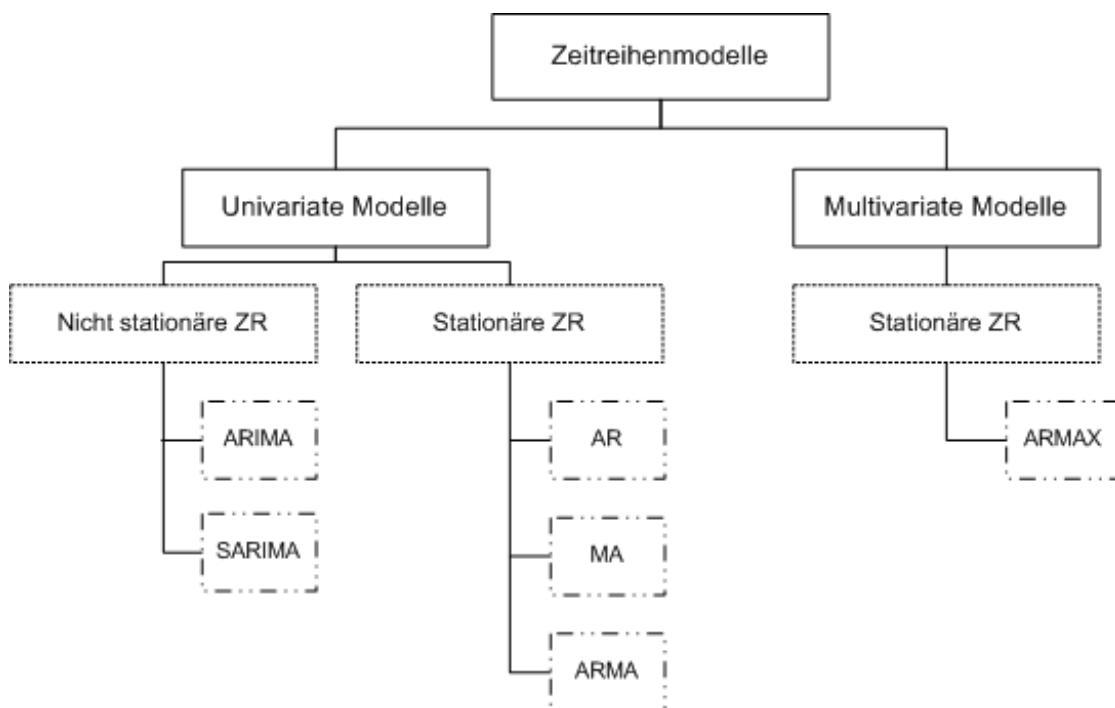 Zeitreihenmodelle
Univariate Modelle
Multivariate Modelle
Nicht stationäre ZR
Stationäre ZR
Stationäre ZR
ARIMA
AR
ARMAX
SARIMA
MA
ARMA